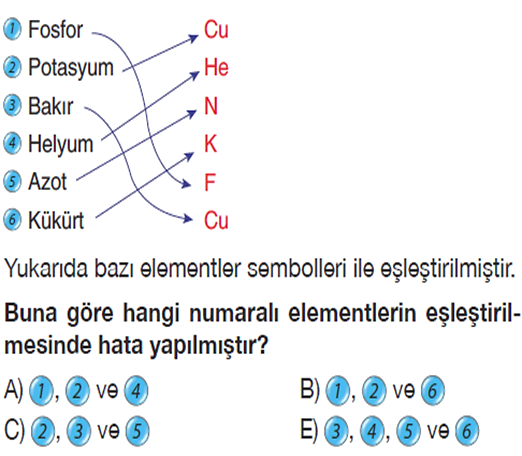 1 Fosfor Cu
2 Potasyum He
3 Bakır N
4 Helyum K
5 Azot F
6 Kükürt Cu
Yukarıda bazı elementler sembolleri ile eşleştirilmiştir.
Buna göre hangi numaralı elementlerin eşleştiril-
mesinde hata yapılmıştır?
A) 1, 2 ve 4 B) 1, 2 ve 6
C) 2, 3 ve 5 E) 3, 4, 5 ve 6